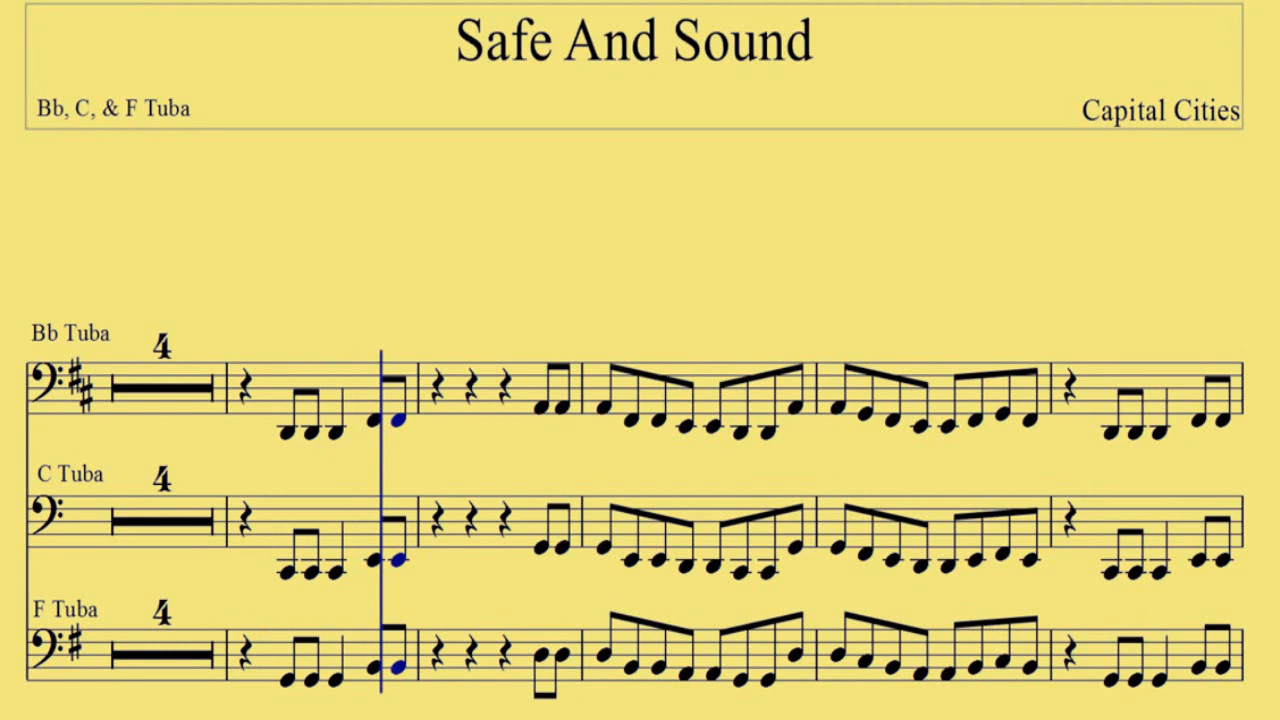 Safe And Sound
Bb, C, & F Tuba
Capital Cities
Bb Tuba
4
C Tuba
4
F Tuba
4